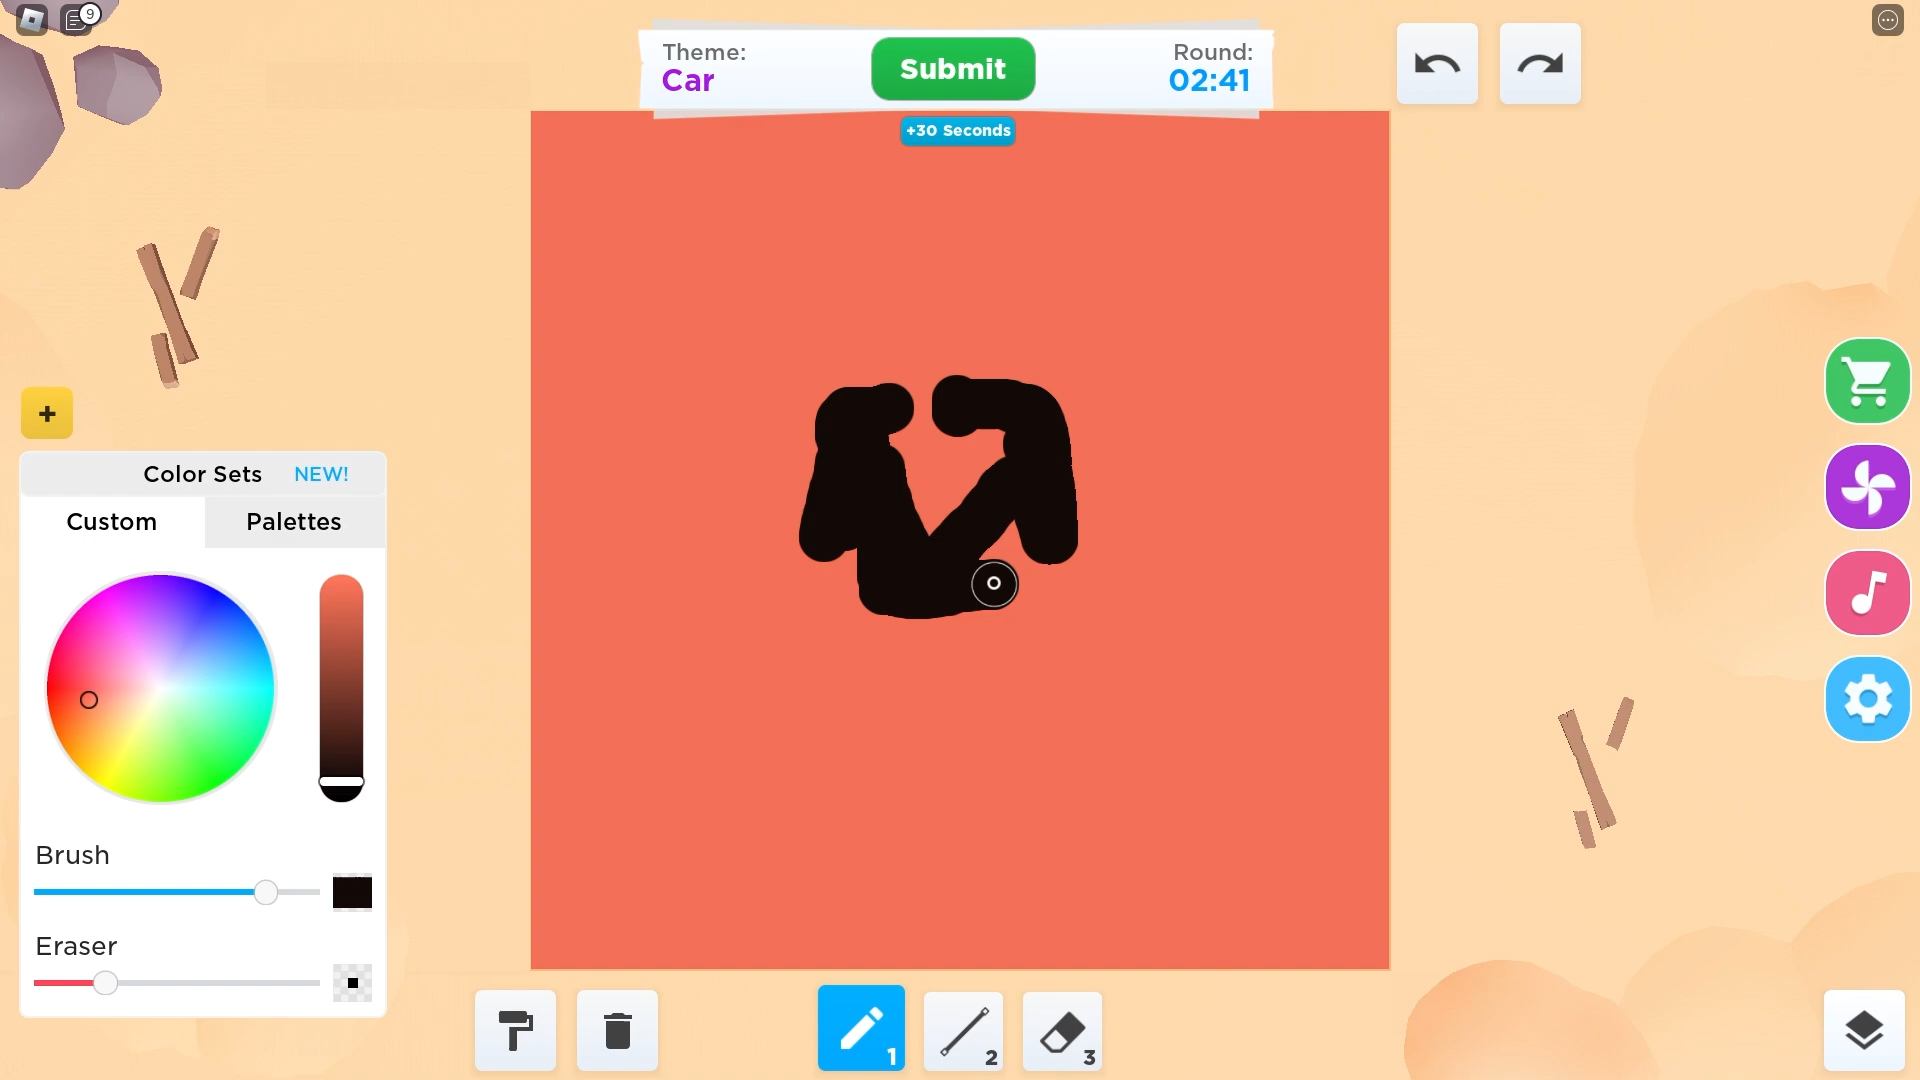 9
Theme:
Car
Submit
Round:
02:41
+30 Seconds
+
Color Sets NEW!
Custom Palettes
Brush
Eraser
1
2
3